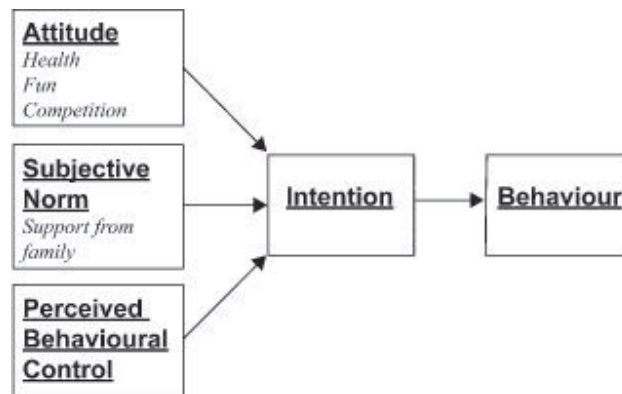 Attitude
Health
Fun
Competition
Subjective
Norm
Support from
family
Perceived
Behavioural
Control
Intention
Behaviour